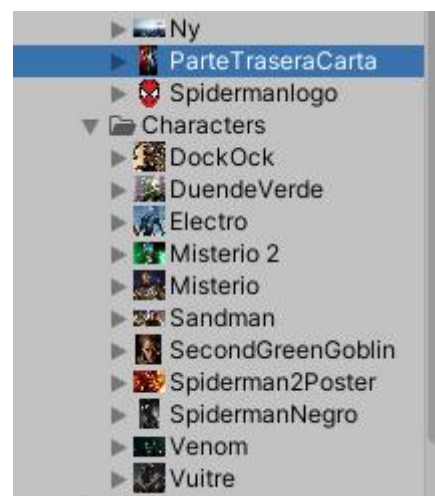 Ny
ParteTraseraCarta
Spidermanlogo
Characters
DockOck
DuendeVerde
Electro
Misterio 2
Misterio
Sandman
SecondGreenGoblin
Spiderman2Poster
SpidermanNegro
Venom
Vuitre